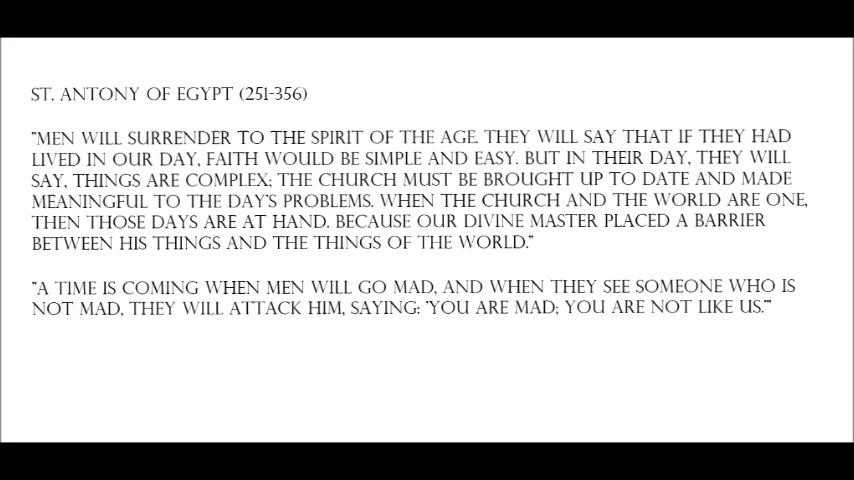 ST. ANTONY OF EGYPT (251-356)
"MEN WILL SURRENDER TO THE SPIRIT OF THE AGE. THEY WILL SAY THAT IF THEY HAD
LIVED IN OUR DAY, FAITH WOULD BE SIMPLE AND EASY. BUT IN THEIR DAY, THEY WILL
SAY, THINGS ARE COMPLEX; THE CHURCH MUST BE BROUGHT UP TO DATE AND MADE
MEANINGFUL TO THE DAY'S PROBLEMS. WHEN THE CHURCH AND THE WORLD ARE ONE,
THEN THOSE DAYS ARE AT HAND. BECAUSE OUR DIVINE MASTER PLACED A BARRIER
BETWEEN HIS THINGS AND THE THINGS OF THE WORLD."
"A TIME IS COMING WHEN MEN WILL GO MAD, AND WHEN THEY SEE SOMEONE WHO IS
NOT MAD, THEY WILL ATTACK HIM, SAYING: 'YOU ARE MAD; YOU ARE NOT LIKE US.'"